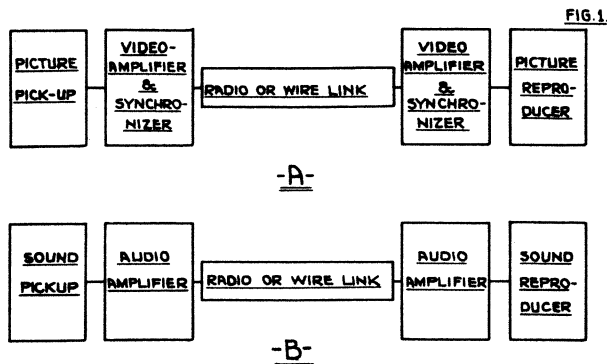 FIG.1.
PICTURE
PICK-UP
VIDEO-
AMPLIFIER
&
SYNCHRO-
NIZER
RADIO OR WIRE LINK
VIDEO
AMPLIFIER
&
SYNCHRO-
NIZER
PICTURE
REPRO-
DUCER
-A-
SOUND
PICKUP
AUDIO
AMPLIFIER
RADIO OR WIRE LINK
AUDIO
AMPLIFIER
SOUND
REPRO-
DUCER
-B-